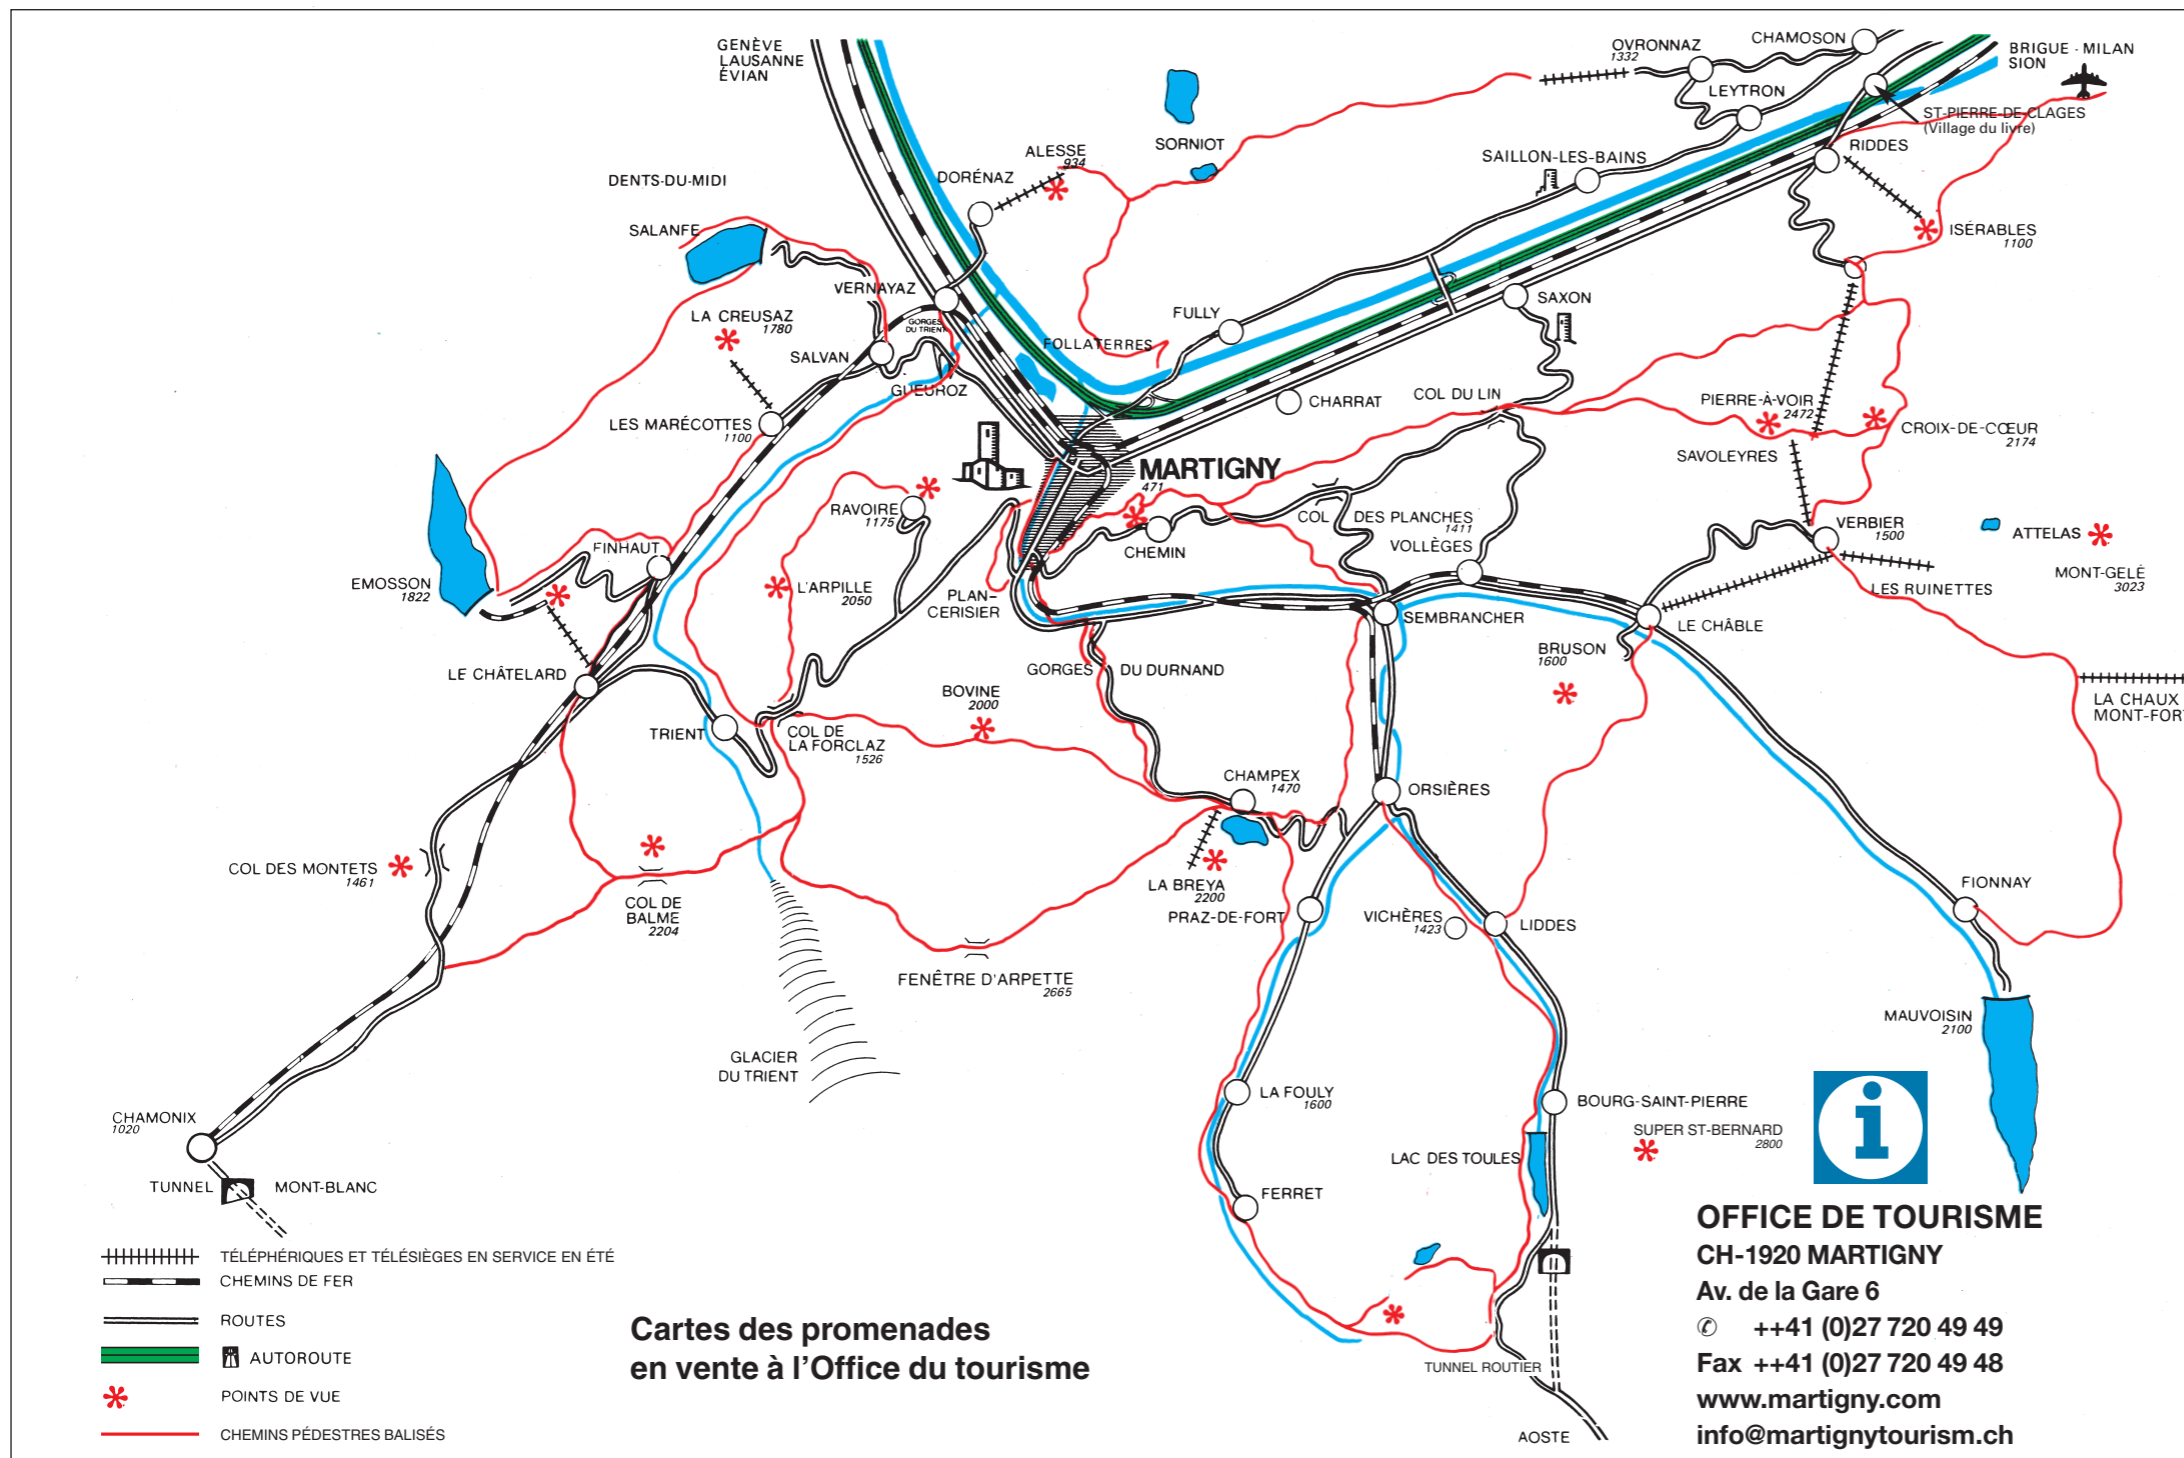 GENÈVE
LAUSANNE
ÉVIAN
OVRONNAZ
1332
CHAMOSON
BRIGUE - MILAN
SION
LEYTRON
ST-PIERRE-DE-CLAGES
(Village du livre)
RIDDES
SORNIOT
ALESSE
934
DORÉNAZ
SAILLON-LES-BAINS
DENTS-DU-MIDI
SALANFE
ISÉRABLES
1100
VERNAYAZ
SAXON
LA CREUSAZ
1780
GORGES
DU TRIENT
FULLY
FOLLATERRES
SALVAN
GUEUROZ
CHARRAT
COL DU LIN
PIERRE-À-VOIR
2472
CROIX-DE-CŒUR
2174
LES MARÉCOTTES
1100
SAVOLEYRES
MARTIGNY
471
RAVOIRE
1175
COL DES PLANCHES
1411
VERBIER
1500
ATTELAS
CHEMIN
VOLLÈGES
FINHAUT
EMOSSON
1822
L'ARPILLE
2050
PLAN-
CERISIER
MONT-GELÉ
3023
LES RUINETTES
SEMBRANCHER
LE CHÂBLE
BRUSON
1600
GORGES DU DURNAND
LE CHÂTELARD
BOVINE
2000
LA CHAUX
MONT-FORT
TRIENT
COL DE
LA FORCLAZ
1526
CHAMPEX
1470
ORSIÈRES
COL DES MONTETS
1461
COL DE
BALME
2204
LA BREYA
2200
PRAZ-DE-FORT
VICHÈRES
1423
LIDDES
FIONNAY
FENÊTRE D'ARPETTE
2665
MAUVOISIN
2100
GLACIER
DU TRIENT
LA FOULY
1600
BOURG-SAINT-PIERRE
CHAMONIX
1020
SUPER ST-BERNARD
2800
LAC DES TOULES
TUNNEL MONT-BLANC
FERRET
TUNNEL ROUTIER
AOSTE
TÉLÉPHÉRIQUES ET TÉLÉSIÈGES EN SERVICE EN ÉTÉ
CHEMINS DE FER
ROUTES
AUTOROUTE
POINTS DE VUE
CHEMINS PÉDESTRES BALISÉS
Cartes des promenades
en vente à l'Office du tourisme
i
OFFICE DE TOURISME
CH-1920 MARTIGNY
Av. de la Gare 6
✆ ++41 (0)27 720 49 49
Fax ++41 (0)27 720 49 48
www.martigny.com
info@martignytourism.ch